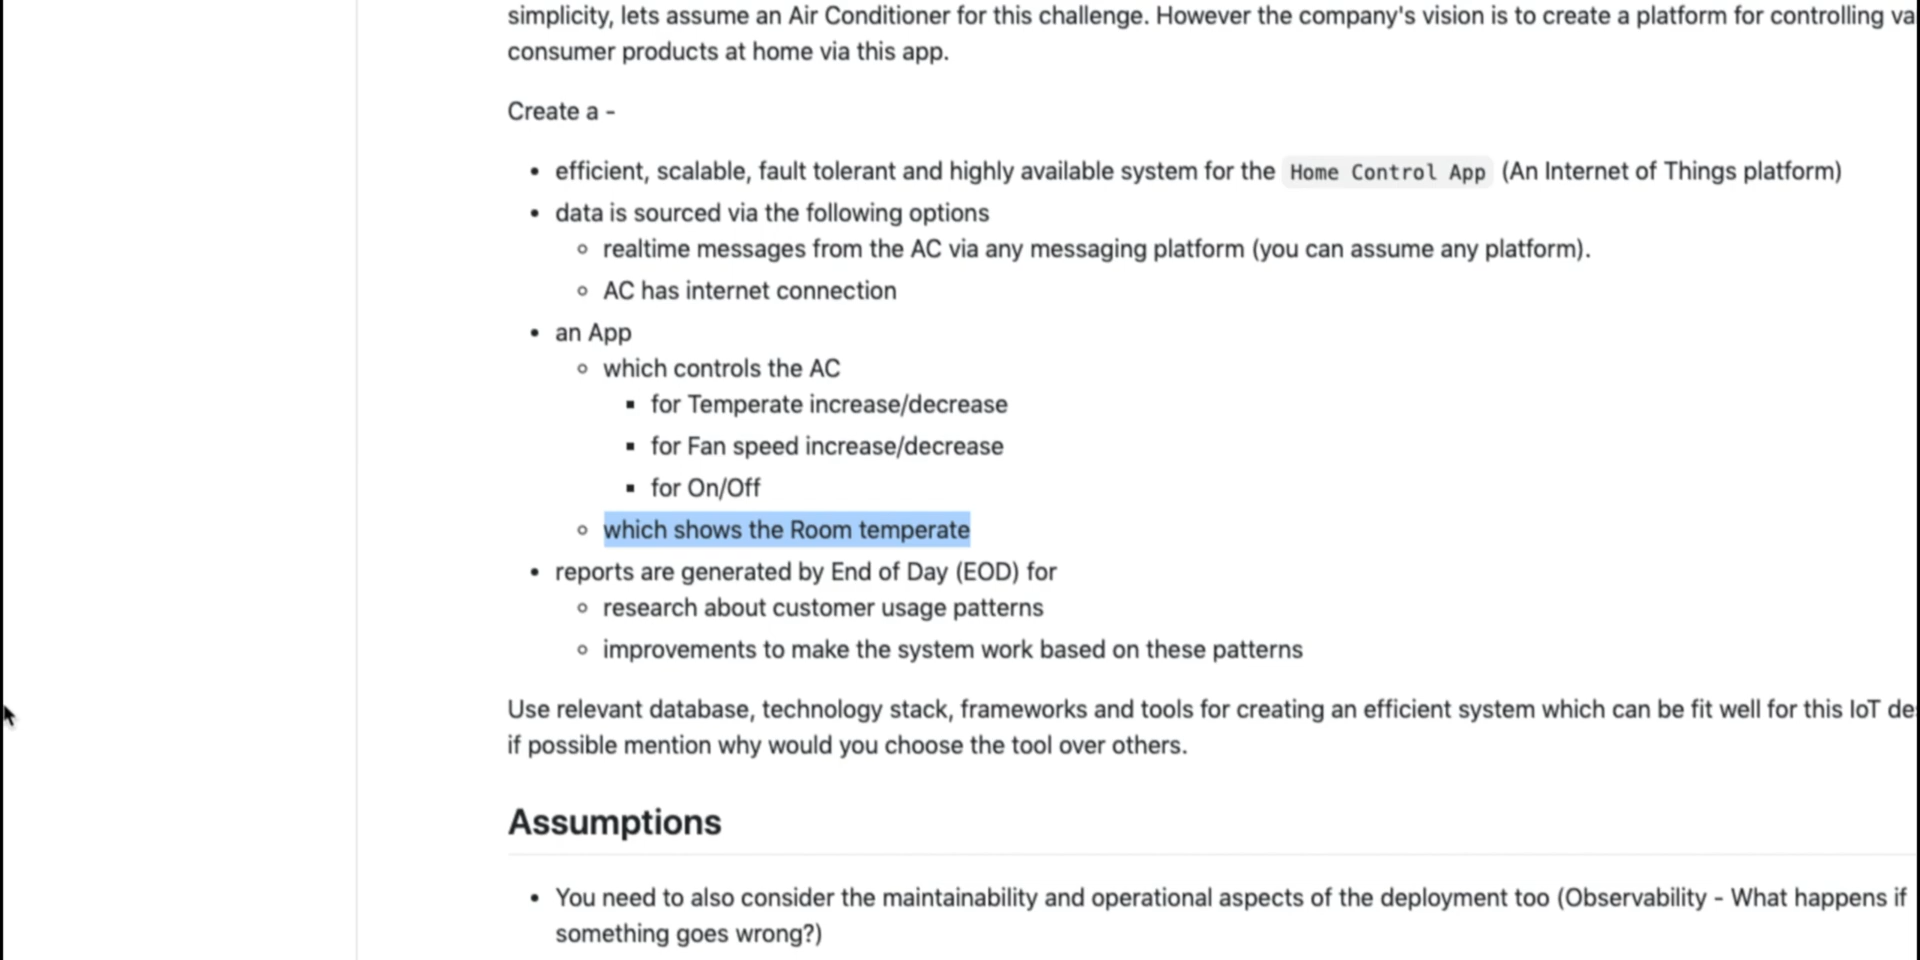 simplicity, lets assume an Air Conditioner for this challenge. However the company's vision is to create a platform for controlling
consumer products at home via this app.
Create a -
• efficient, scalable, fault tolerant and highly available system for the Home Control App (An Internet of Things platform)
• data is sourced via the following options
◦ realtime messages from the AC via any messaging platform (you can assume any platform).
◦ AC has internet connection
• an App
◦ which controls the AC
▪ for Temperate increase/decrease
▪ for Fan speed increase/decrease
▪ for On/Off
◦ which shows the Room temperate
• reports are generated by End of Day (EOD) for
◦ research about customer usage patterns
◦ improvements to make the system work based on these patterns
Use relevant database, technology stack, frameworks and tools for creating an efficient system which can be fit well for this IoT
if possible mention why would you choose the tool over others.
Assumptions
• You need to also consider the maintainability and operational aspects of the deployment too (Observability - What happens if
something goes wrong?)